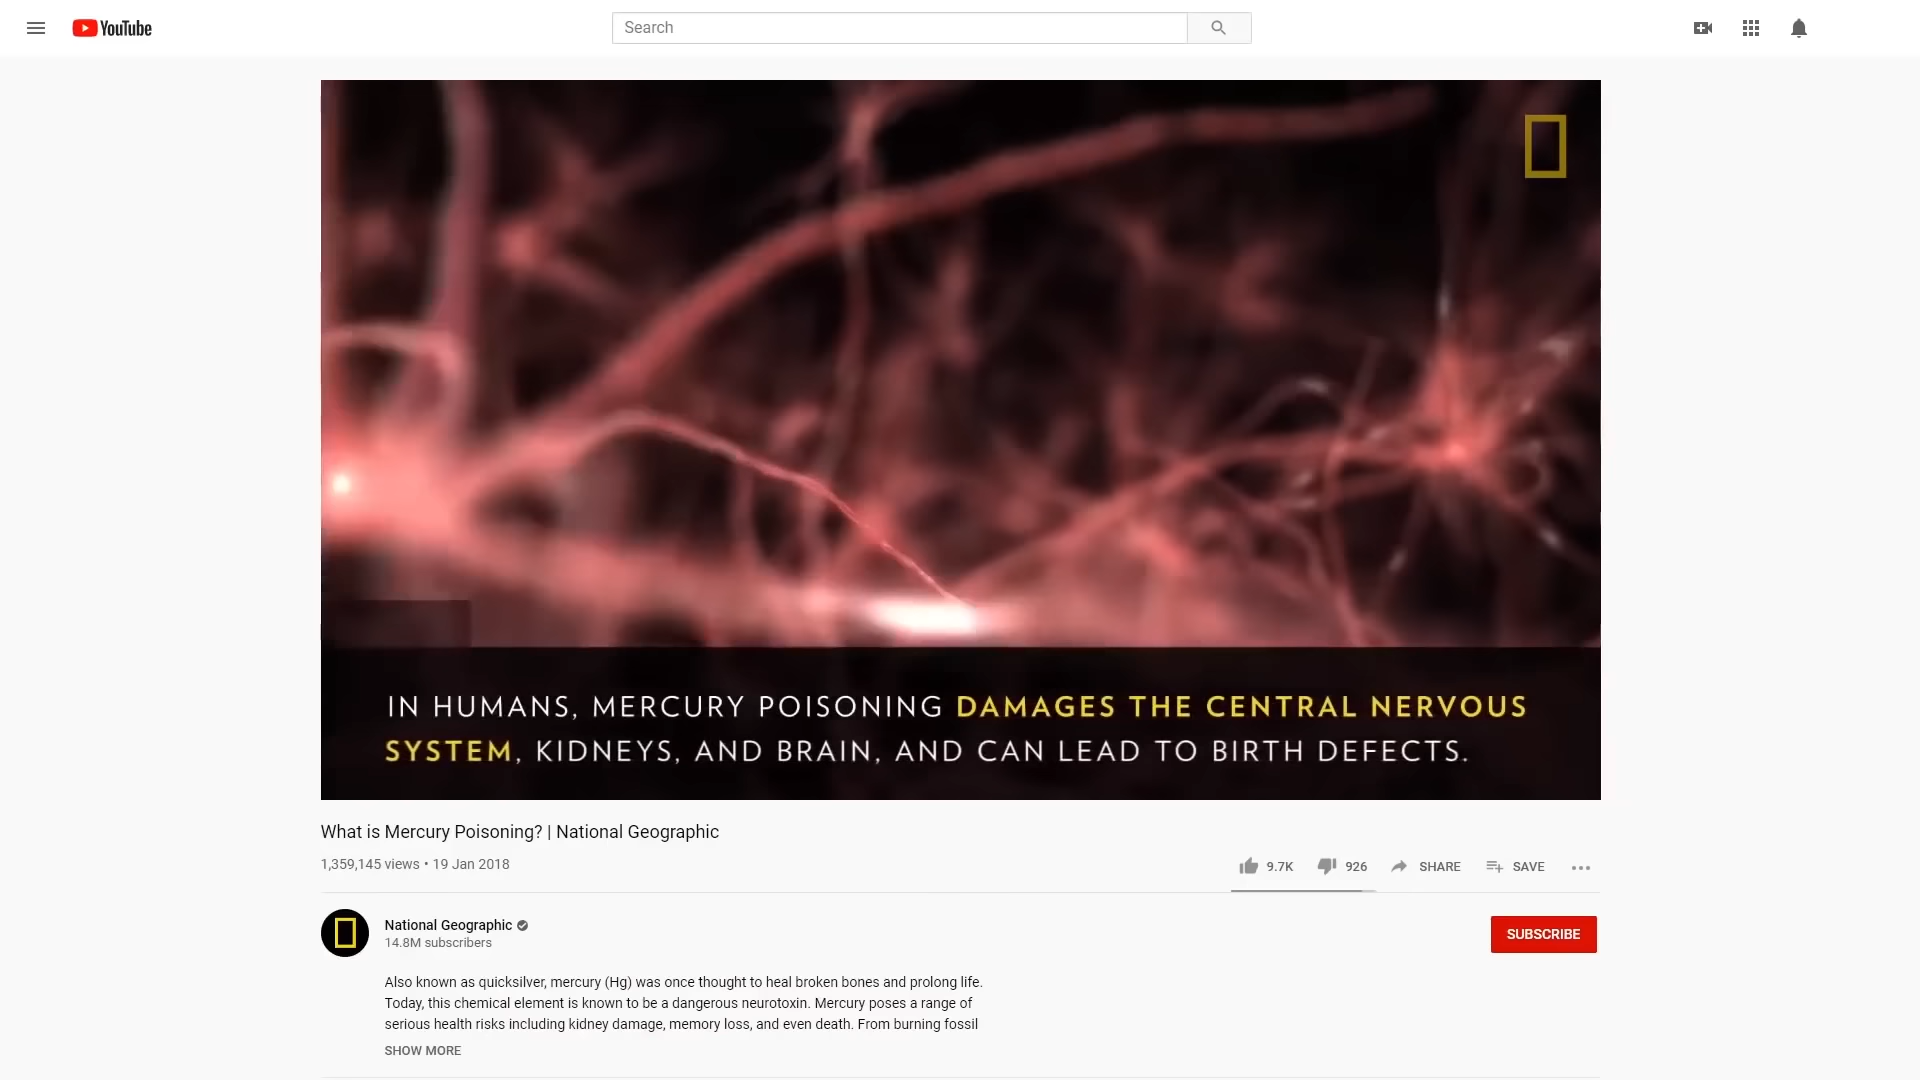 YouTube
Search
IN HUMANS, MERCURY POISONING DAMAGES THE CENTRAL NERVOUS
SYSTEM, KIDNEYS, AND BRAIN, AND CAN LEAD TO BIRTH DEFECTS.
What is Mercury Poisoning? | National Geographic
1,359,145 views • 19 Jan 2018
9.7K 926 SHARE SAVE
National Geographic
14.8M subscribers
SUBSCRIBE
Also known as quicksilver, mercury (Hg) was once thought to heal broken bones and prolong life.
Today, this chemical element is known to be a dangerous neurotoxin. Mercury poses a range of
serious health risks including kidney damage, memory loss, and even death. From burning fossil
SHOW MORE